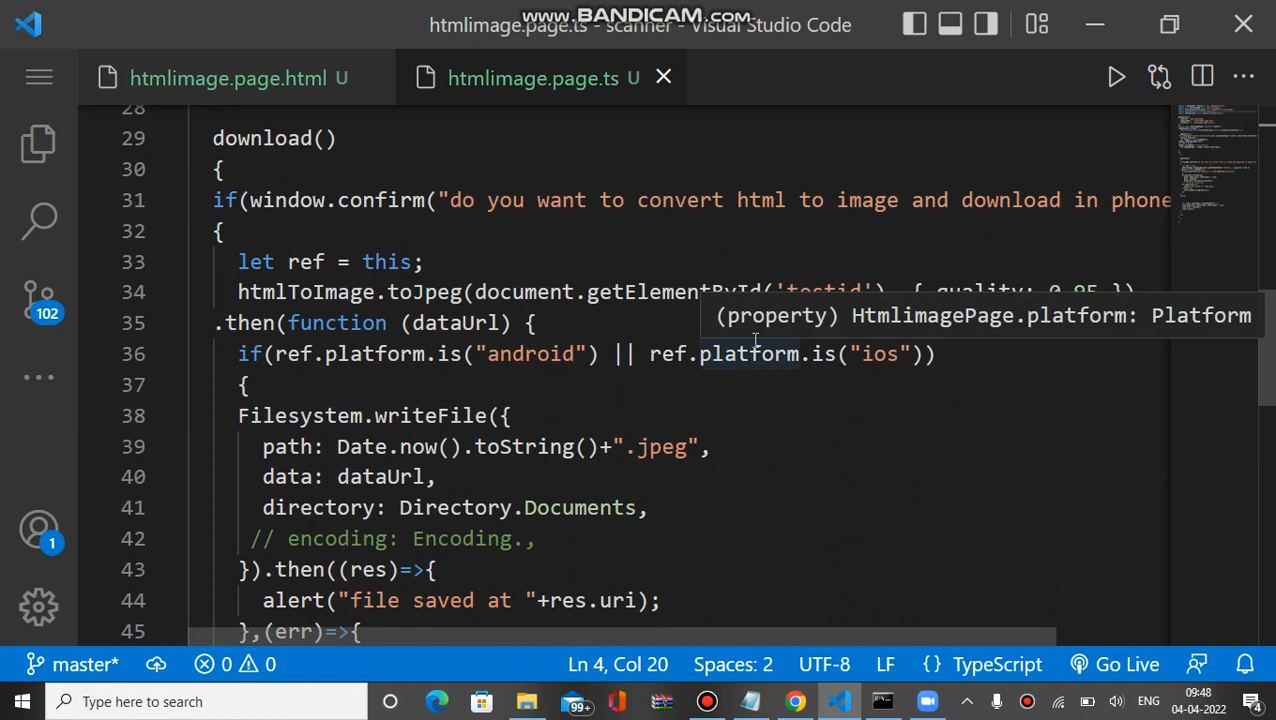 www.BANDICAM.com
htmlimage.page.ts - scanner - Visual Studio Code
htmlimage.page.html U
htmlimage.page.ts U
28
29 download()
30 {
31 if(window.confirm("do you want to convert html to image and download in phone
32 {
33 let ref = this;
34 htmlToImage.toJpeg(document.getElementById('testid'), { quality: 0.95 })
(property) HtmlimagePage.platform: Platform
35 .then(function (dataUrl) {
36 if(ref.platform.is("android") || ref.platform.is("ios"))
37 {
38 Filesystem.writeFile({
39 path: Date.now().toString()+".jpeg",
40 data: dataUrl,
41 directory: Directory.Documents,
42 // encoding: Encoding.,
43 }).then((res)=>{
44 alert("file saved at "+res.uri);
45 },(err)=>{
102
1
master* 0 0 Ln 4, Col 20 Spaces: 2 UTF-8 LF {} TypeScript Go Live
Type here to search
99+
ENG
09:48
04-04-2022
4